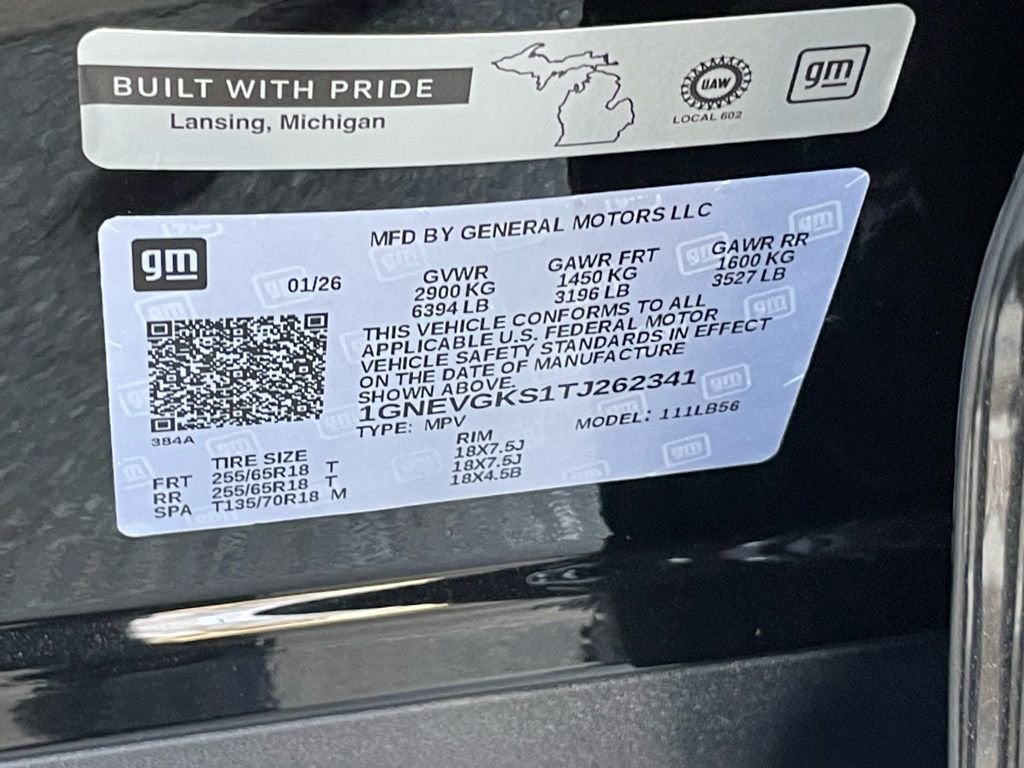 BUILT WITH PRIDE
Lansing, Michigan
UAW
LOCAL 602
gm
gm
MFD BY GENERAL MOTORS LLC
01/26
GVWR
2900 KG
6394 LB
GAWR FRT
1450 KG
3196 LB
GAWR RR
1600 KG
3527 LB
THIS VEHICLE CONFORMS TO ALL
APPLICABLE U.S. FEDERAL MOTOR
VEHICLE SAFETY STANDARDS IN EFFECT
ON THE DATE OF MANUFACTURE
SHOWN ABOVE.
1GNEVGKS1TJ262341
TYPE: MPV MODEL: 111LB56
384A
TIRE SIZE RIM
FRT 255/65R18 T 18X7.5J
RR 255/65R18 T 18X7.5J
SPA T135/70R18 M 18X4.5B